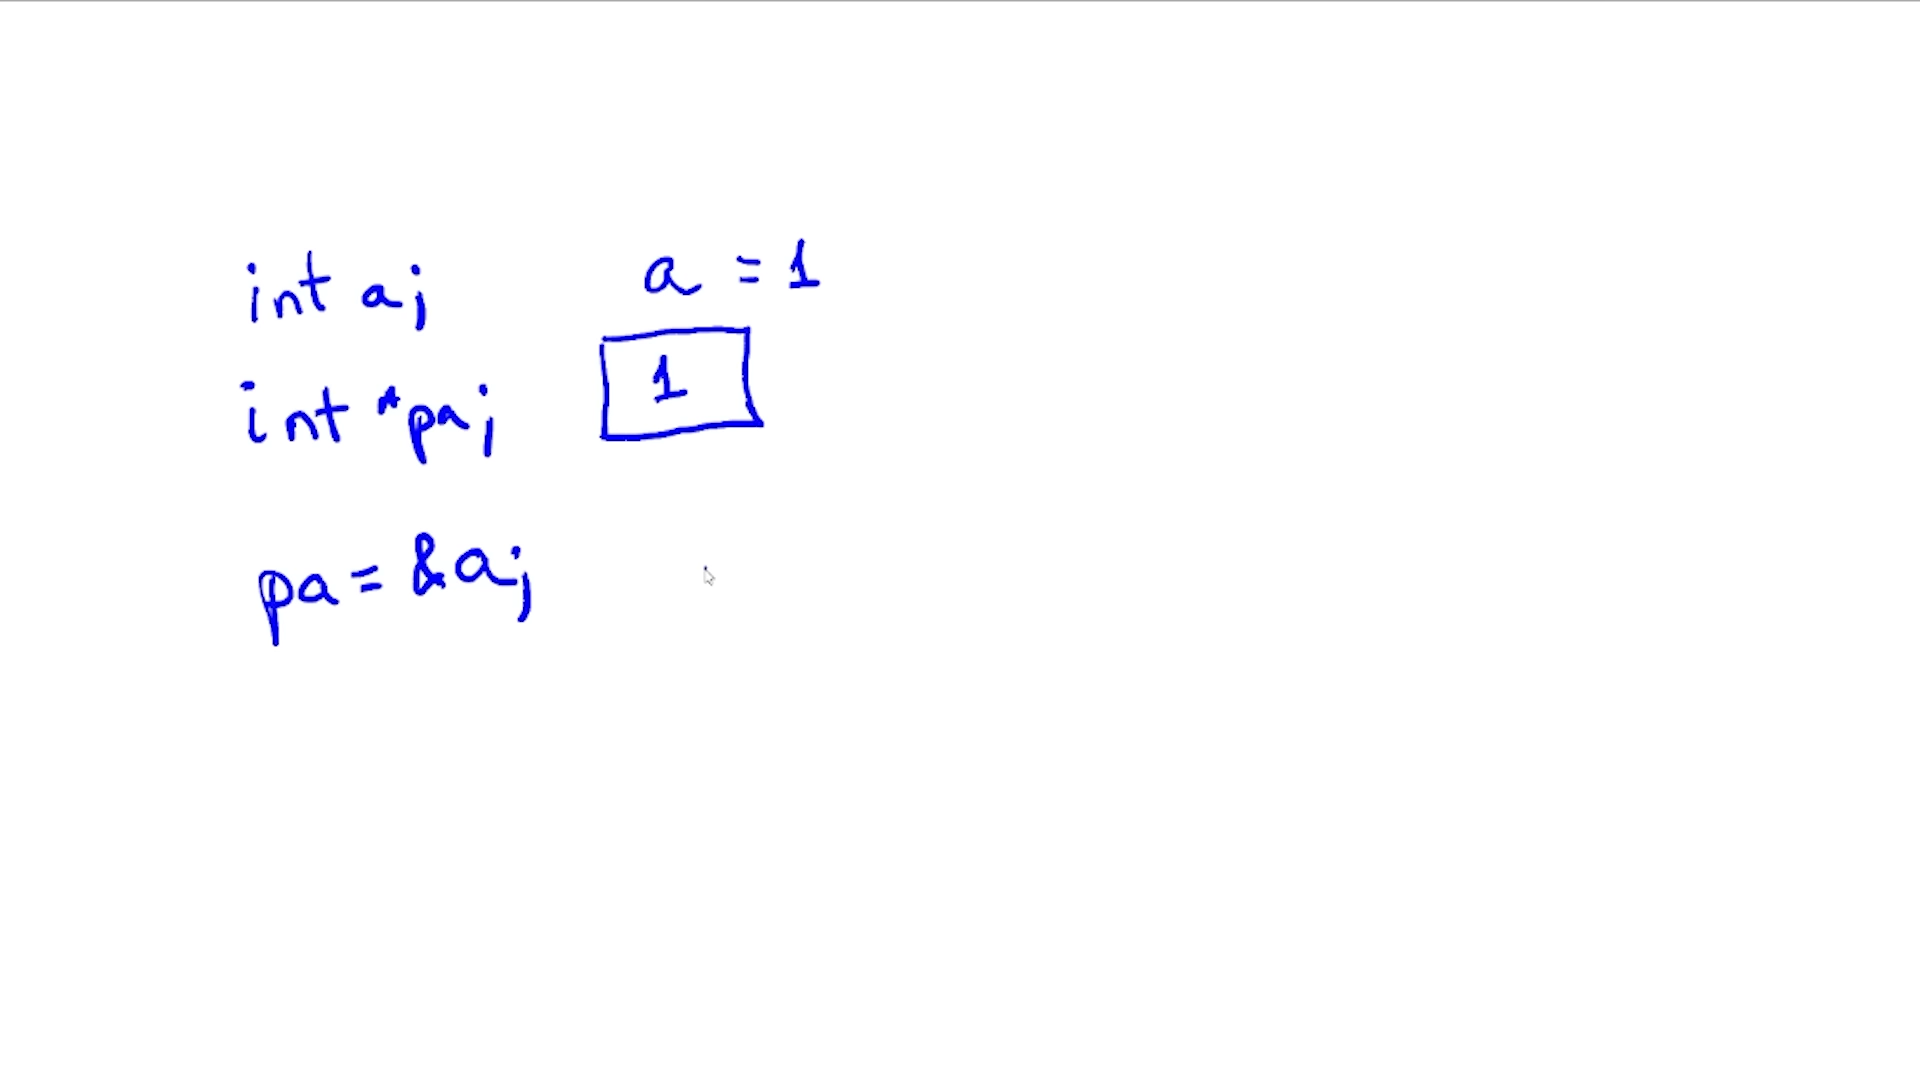 int a;
a = 1
int *pa;
1
pa = &a;